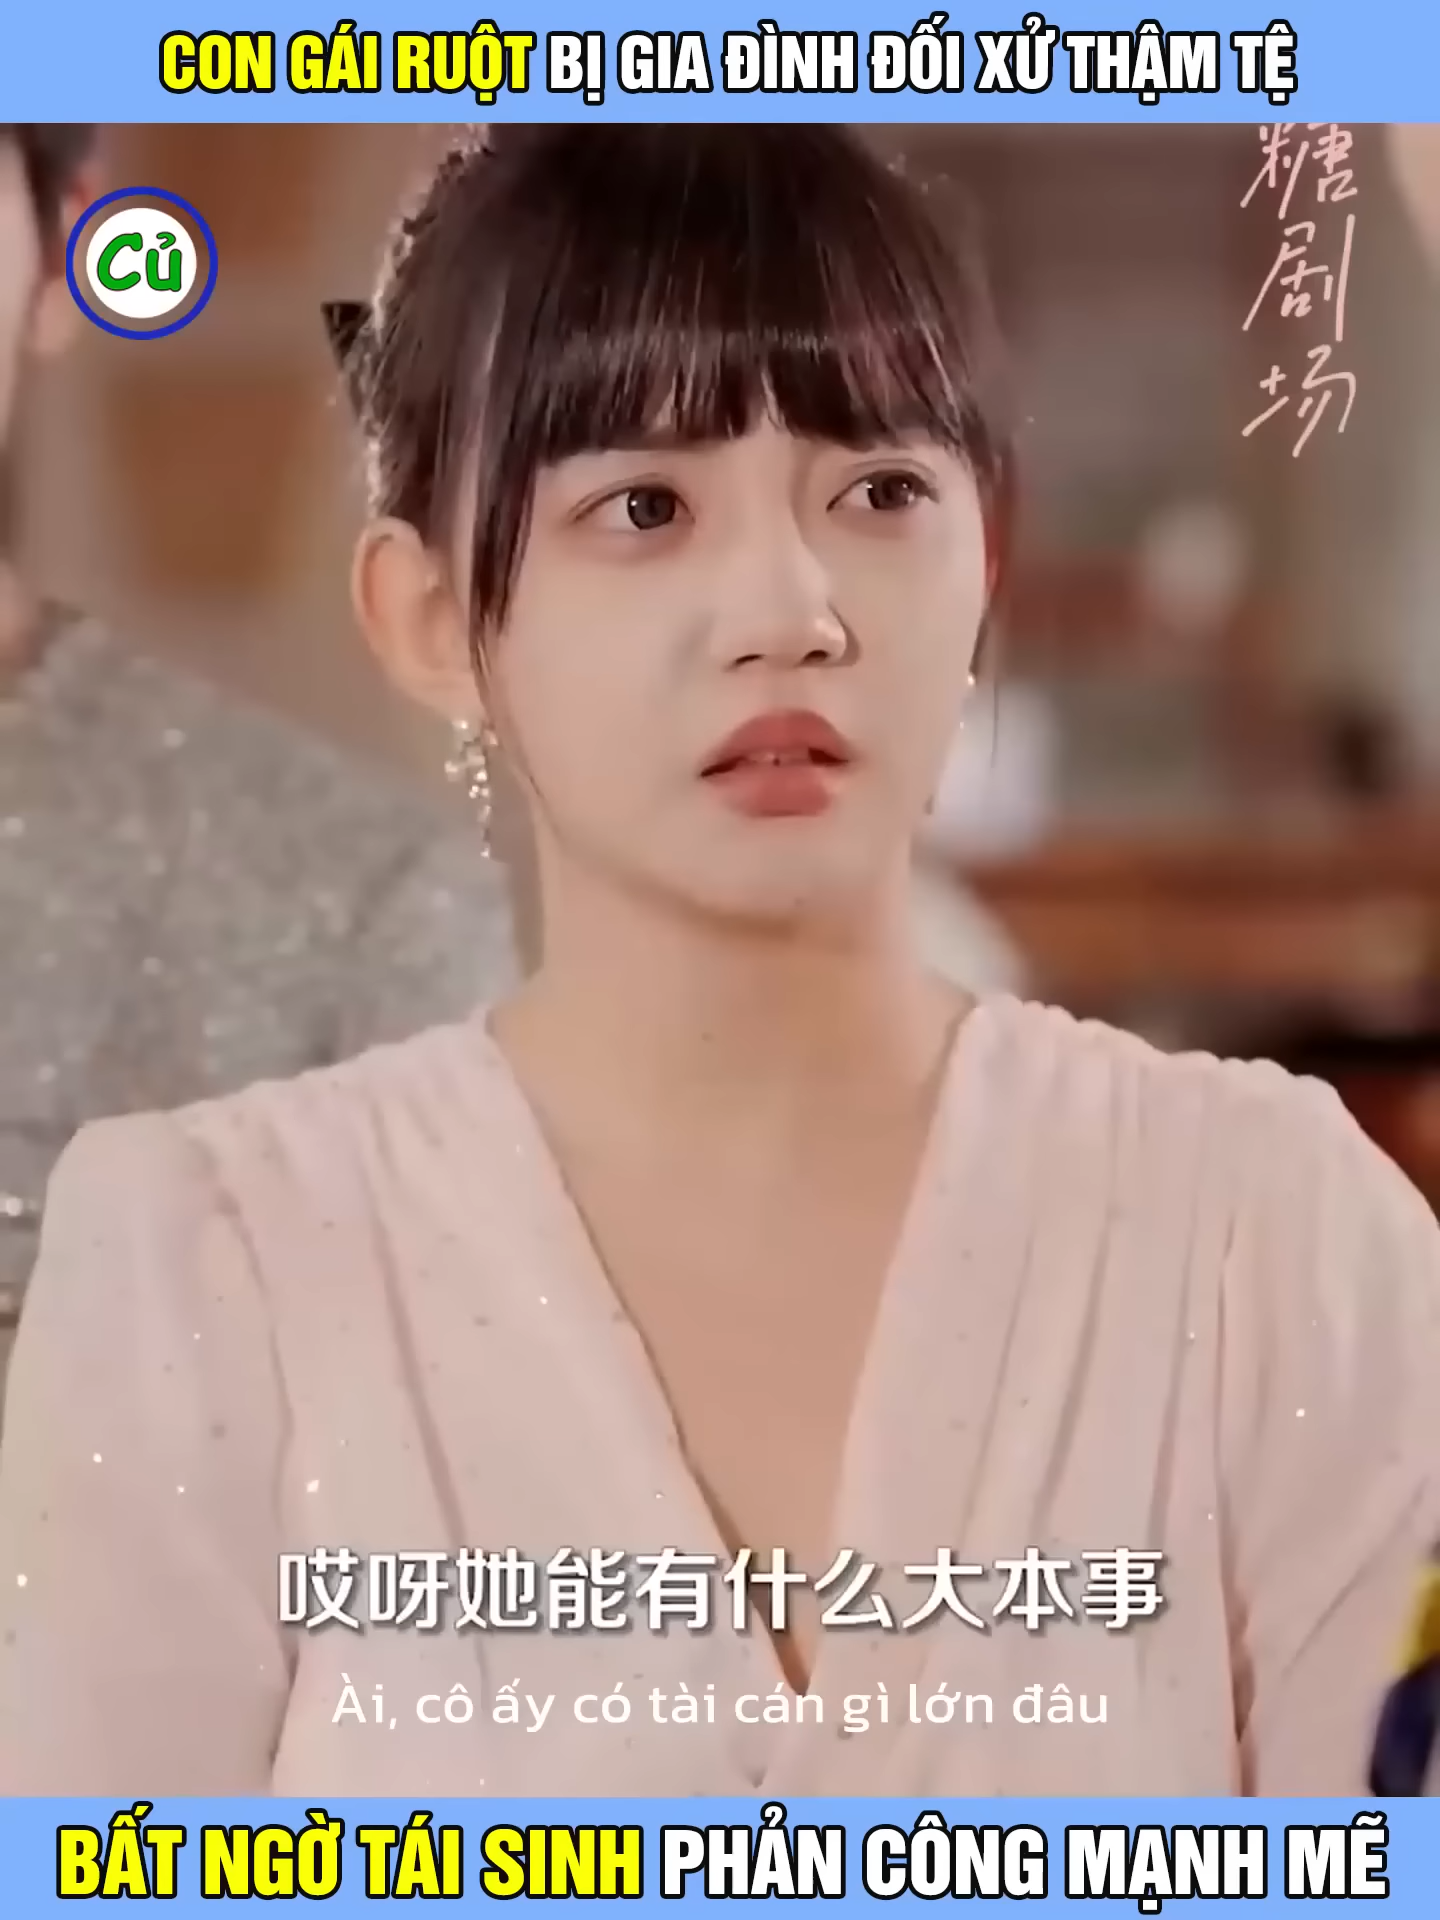 CON GÁI RUỘT BỊ GIA ĐÌNH ĐỐI XỬ THẬM TỆ
糖剧场
Củ
哎呀她能有什么大本事
Ài, cô ấy có tài cán gì lớn đâu
BẤT NGỜ TÁI SINH PHẢN CÔNG MẠNH MẼ